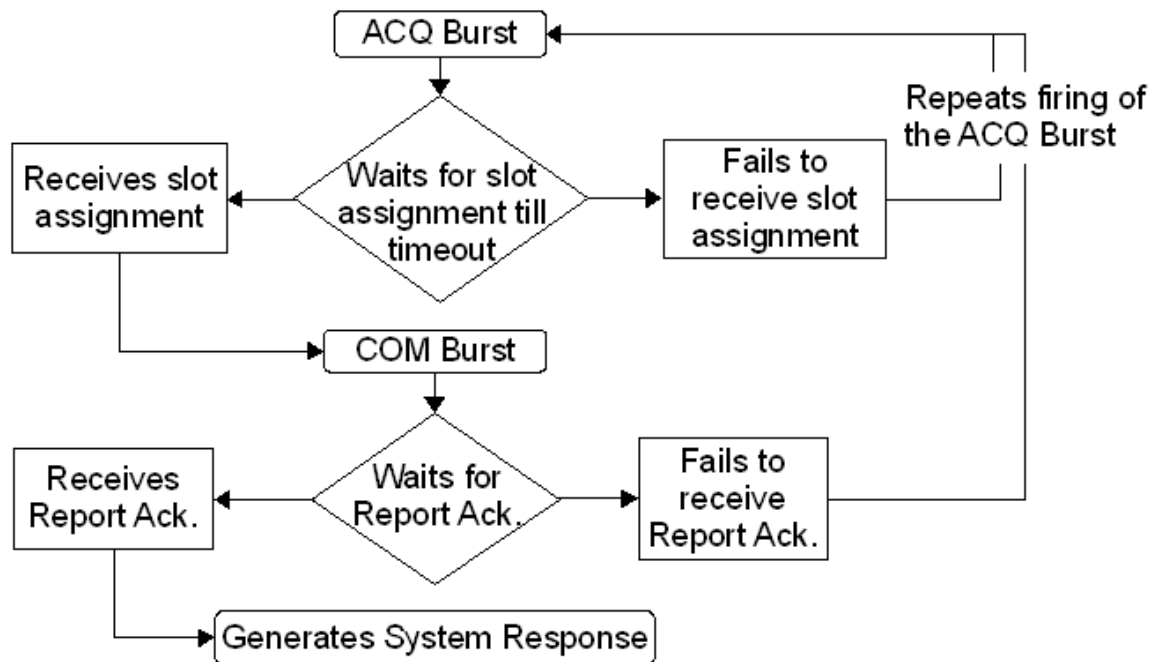 ACQ Burst
Repeats firing of
the ACQ Burst
Receives slot
assignment
Waits for slot
assignment till
timeout
Fails to
receive slot
assignment
COM Burst
Receives
Report Ack.
Waits for
Report Ack.
Fails to
receive
Report Ack.
Generates System Response